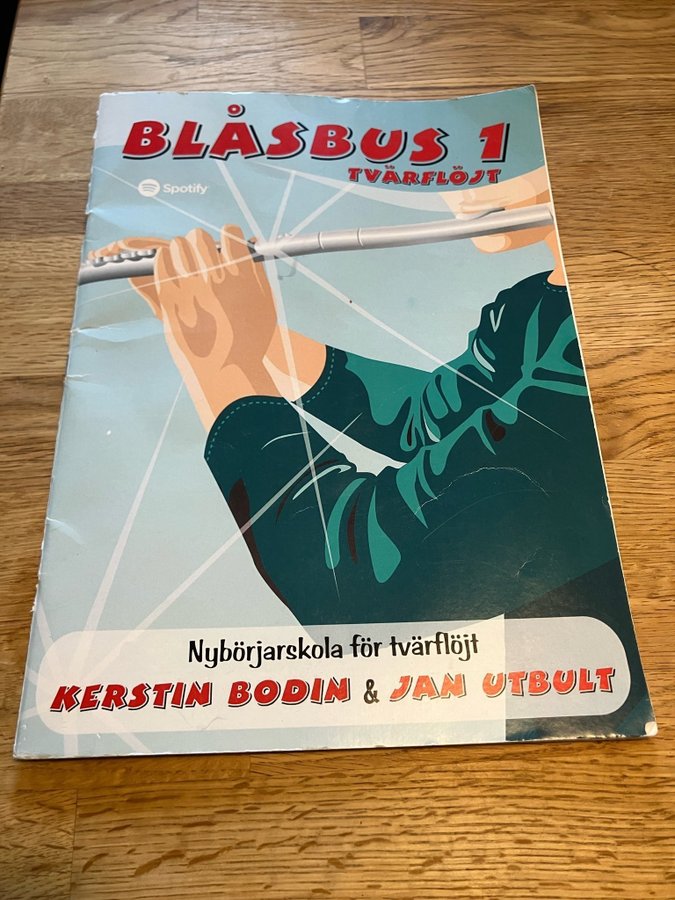 BLÅSBUS 1
TVÄRFLÖJT
Spotify
Nybörjarskola för tvärflöjt
KERSTIN BODIN & JAN UTBULT